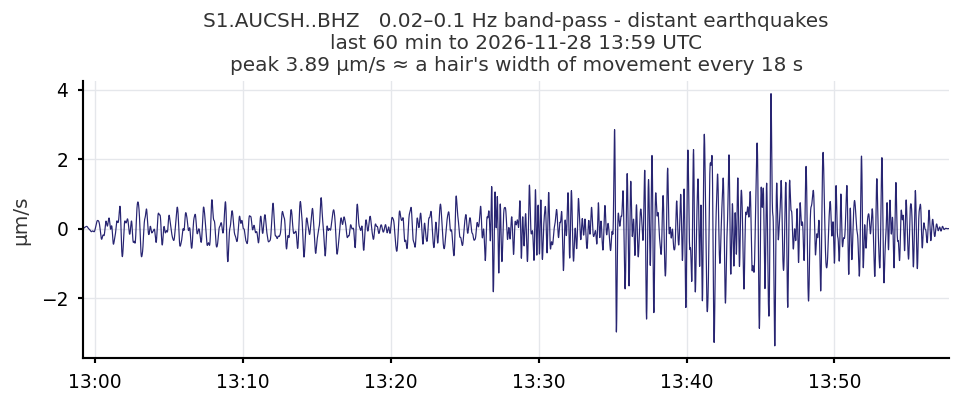 S1.AUCSH..BHZ   0.02–0.1 Hz band-pass - distant earthquakes
last 60 min to 2026-11-28 13:59 UTC
peak 3.89 µm/s ≈ a hair's width of movement every 18 s
µm/s
4
2
0
−2
13:00 13:10 13:20 13:30 13:40 13:50